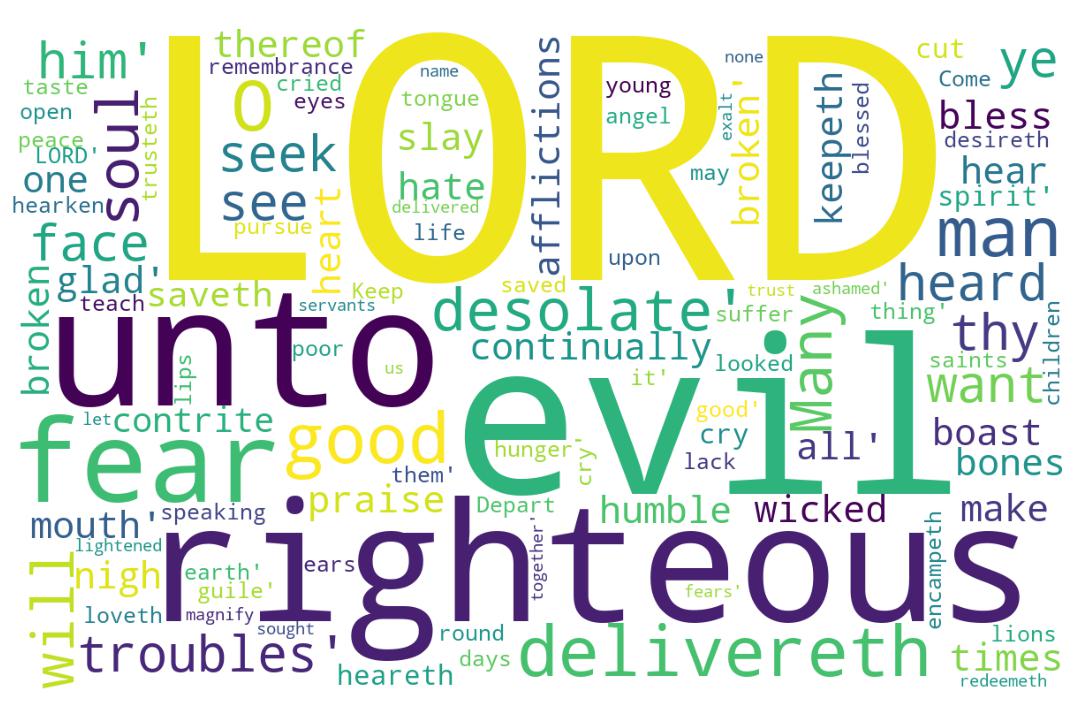 LORD
unto
evil
righteous
fear
good
delivereth
desolate'
troubles'
him'
thereof
remembrance
cried
eyes
taste
open
peace
LORD'
one
hearken
soul
trusteth
O
seek
see
pursue
heart
name
tongue
slay
hate
delivered
life
afflictions
none
young
angel
may
upon
exalt
broken'
keepeth
blessed
cut
Come
ye
bless
desireth
hear
spirit'
man
heard
face
glad'
teach
saveth
broken
servants
Keep
saved
suffer
trust
ashamed'
thing'
Many
thy
children
saints
want
poor
us
lips
continually
looked
it'
let
contrite
good'
cry
lack
all'
boast
bones
hunger'
cry'
them'
praise
Depart
humble
wicked
make
mouth'
speaking
lightened
nigh
will
earth'
guile'
ears
loveth
magnify
sought
together'
fears'
encampeth
round
days
heareth
lions
times
redeemeth